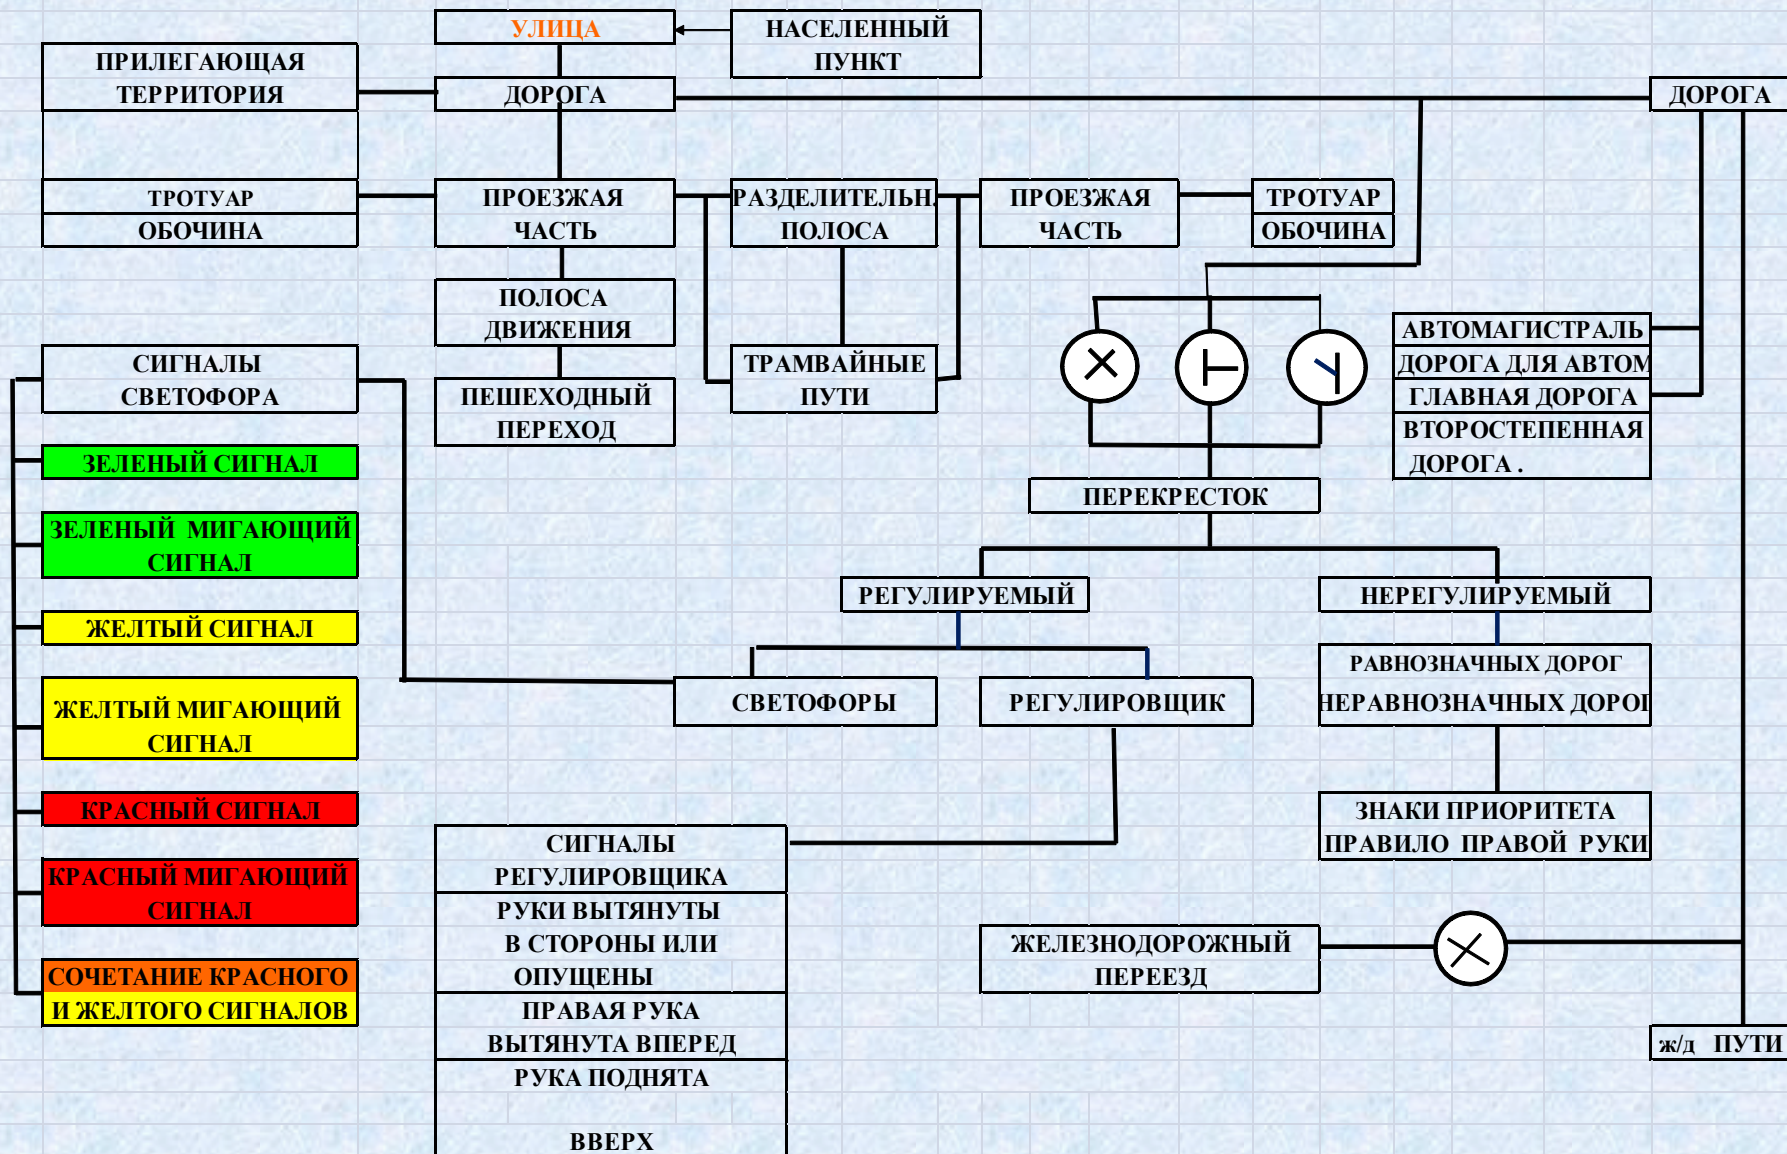 УЛИЦА
НАСЕЛЕННЫЙ
ПУНКТ
ПРИЛЕГАЮЩАЯ
ТЕРРИТОРИЯ
ДОРОГА
ДОРОГА
ТРОТУАР
ОБОЧИНА
ПРОЕЗЖАЯ
ЧАСТЬ
РАЗДЕЛИТЕЛЬН.
ПОЛОСА
ПРОЕЗЖАЯ
ЧАСТЬ
ТРОТУАР
ОБОЧИНА
ПОЛОСА
ДВИЖЕНИЯ
ПЕШЕХОДНЫЙ
ПЕРЕХОД
ТРАМВАЙНЫЕ
ПУТИ
АВТОМАГИСТРАЛЬ
ДОРОГА ДЛЯ АВТОМ
ГЛАВНАЯ ДОРОГА
ВТОРОСТЕПЕННАЯ
ДОРОГА .
СИГНАЛЫ
СВЕТОФОРА
ЗЕЛЕНЫЙ СИГНАЛ
ЗЕЛЕНЫЙ МИГАЮЩИЙ
СИГНАЛ
ЖЕЛТЫЙ СИГНАЛ
ЖЕЛТЫЙ МИГАЮЩИЙ
СИГНАЛ
КРАСНЫЙ СИГНАЛ
КРАСНЫЙ МИГАЮЩИЙ
СИГНАЛ
СОЧЕТАНИЕ КРАСНОГО
И ЖЕЛТОГО СИГНАЛОВ
ПЕРЕКРЕСТОК
РЕГУЛИРУЕМЫЙ
НЕРЕГУЛИРУЕМЫЙ
СВЕТОФОРЫ
РЕГУЛИРОВЩИК
РАВНОЗНАЧНЫХ ДОРОГ
НЕРАВНОЗНАЧНЫХ ДОРОГ
ЗНАКИ ПРИОРИТЕТА
ПРАВИЛО ПРАВОЙ РУКИ
СИГНАЛЫ
РЕГУЛИРОВЩИКА
РУКИ ВЫТЯНУТЫ
В СТОРОНЫ ИЛИ
ОПУЩЕНЫ
ПРАВАЯ РУКА
ВЫТЯНУТА ВПЕРЕД
РУКА ПОДНЯТА
ВВЕРХ
ЖЕЛЕЗНОДОРОЖНЫЙ
ПЕРЕЕЗД
ж/д ПУТИ